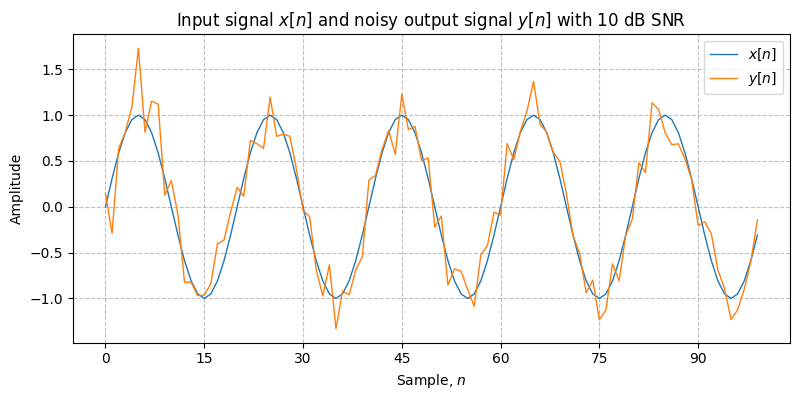 Input signal x[n] and noisy output signal y[n] with 10 dB SNR
x[n]
y[n]
Amplitude
1.5
1.0
0.5
0.0
−0.5
−1.0
0 15 30 45 60 75 90
Sample, n